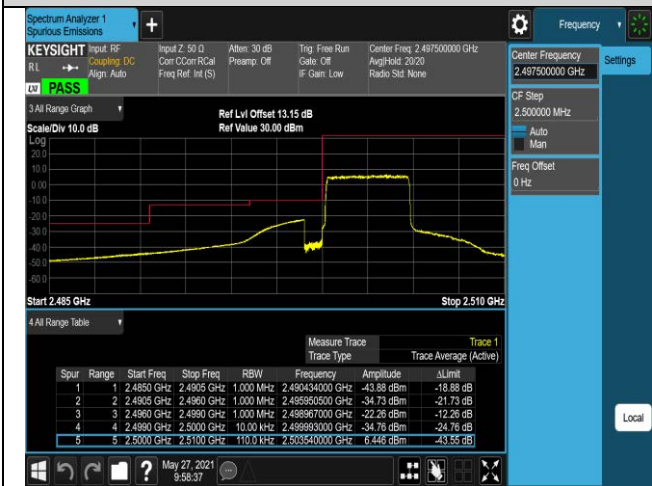 Spectrum Analyzer 1
Spurious Emissions
+
Frequency
KEYSIGHT
Input: RF
Input Z: 50 Ω
Atten: 30 dB
Trig: Free Run
Center Freq: 2.497500000 GHz
RL
Coupling: DC
Corr CCorr RCal
Preamp: Off
Gate: Off
Avg|Hold: 20/20
Align: Auto
Freq Ref: Int (S)
IF Gain: Low
Radio Std: None
LXI
PASS
Center Frequency
2.497500000 GHz
Settings
CF Step
2.500000 MHz
Auto
Man
Freq Offset
0 Hz
3 All Range Graph
Ref Lvl Offset 13.15 dB
Scale/Div 10.0 dB
Ref Value 30.00 dBm
Log
20.0
10.0
0.00
-10.0
-20.0
-30.0
-40.0
-50.0
-60.0
Start 2.485 GHz
Stop 2.510 GHz
4 All Range Table
Measure Trace
Trace 1
Trace Type
Trace Average (Active)
Spur Range Start Freq Stop Freq RBW Frequency Amplitude ΔLimit
1 1 2.4850 GHz 2.4905 GHz 1.000 MHz 2.490434000 GHz -43.88 dBm -18.88 dB
2 2 2.4905 GHz 2.4960 GHz 1.000 MHz 2.495950500 GHz -34.73 dBm -21.73 dB
3 3 2.4960 GHz 2.4990 GHz 1.000 MHz 2.498967000 GHz -22.26 dBm -12.26 dB
4 4 2.4990 GHz 2.5000 GHz 10.00 kHz 2.499993000 GHz -34.76 dBm -24.76 dB
5 5 2.5000 GHz 2.5100 GHz 110.0 kHz 2.503540000 GHz 6.446 dBm -43.55 dB
Local
?
May 27, 2021
9:58:37